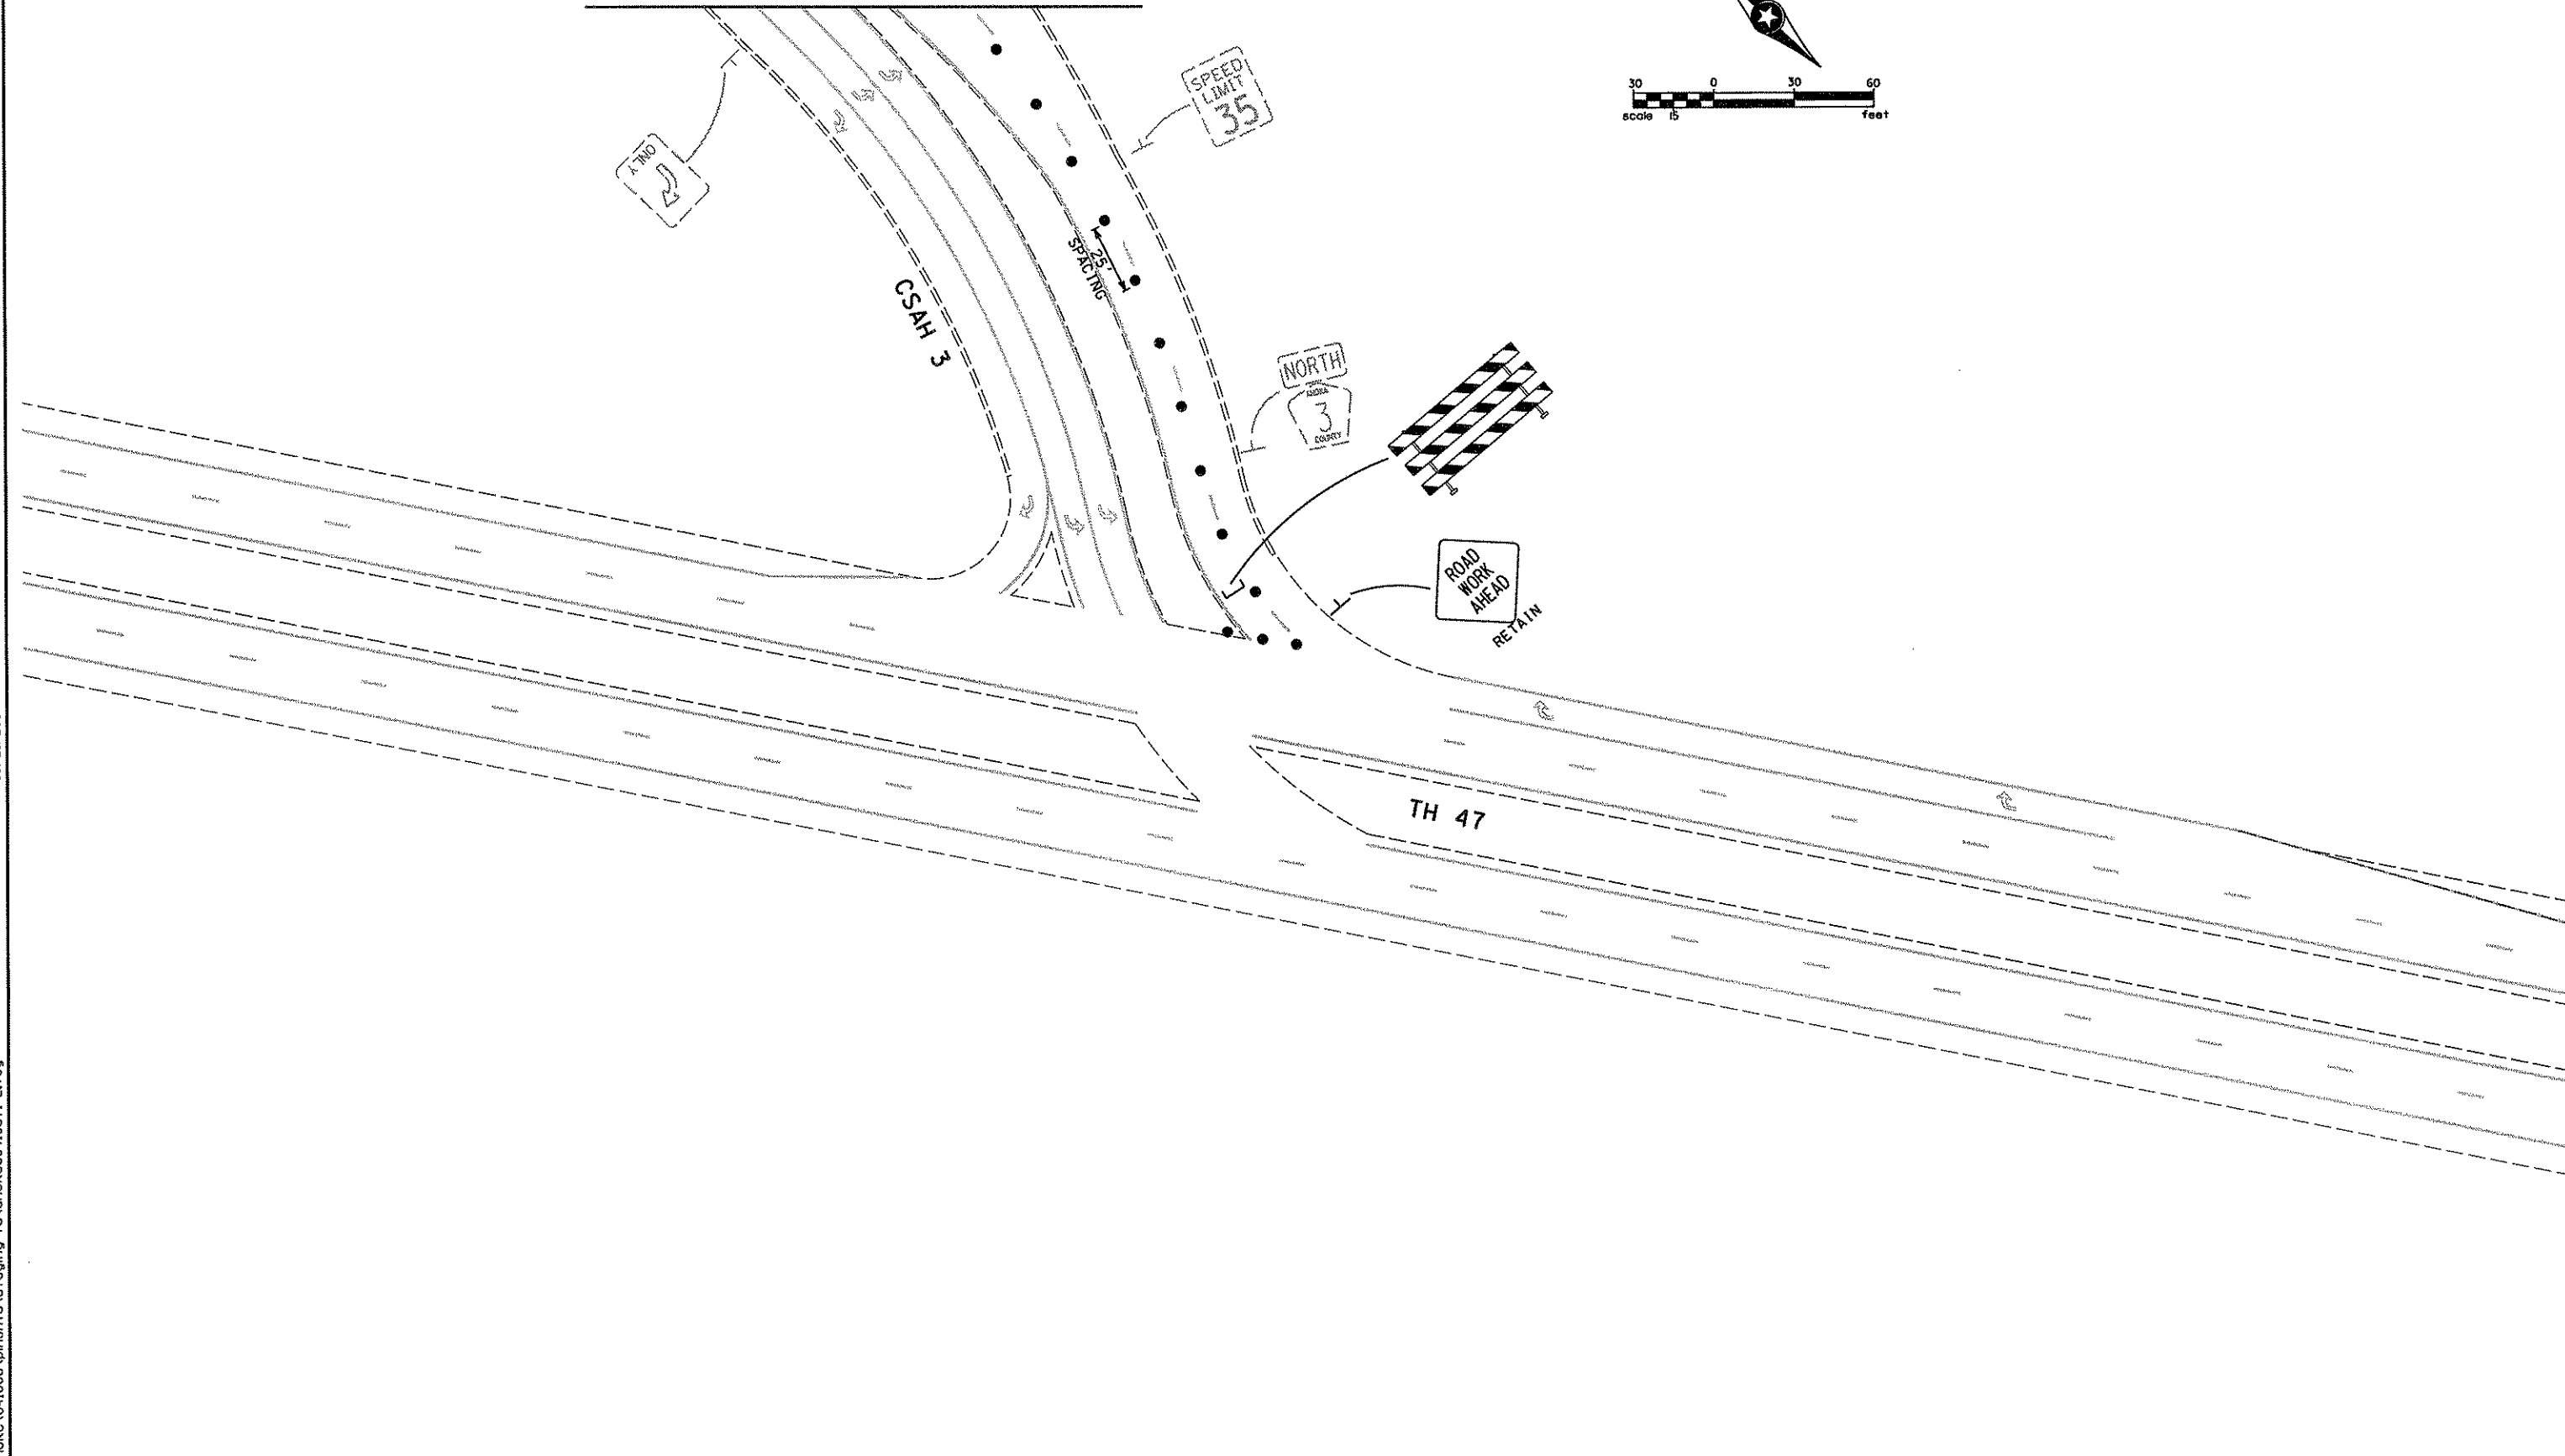 30 0 30 60
scale 15 feet
SPEED
LIMIT
35
ONLY
25'
SPACING
CSAH 3
NORTH
ANOKA
3
COUNTY
ROAD
WORK
AHEAD
RETAIN
TH 47